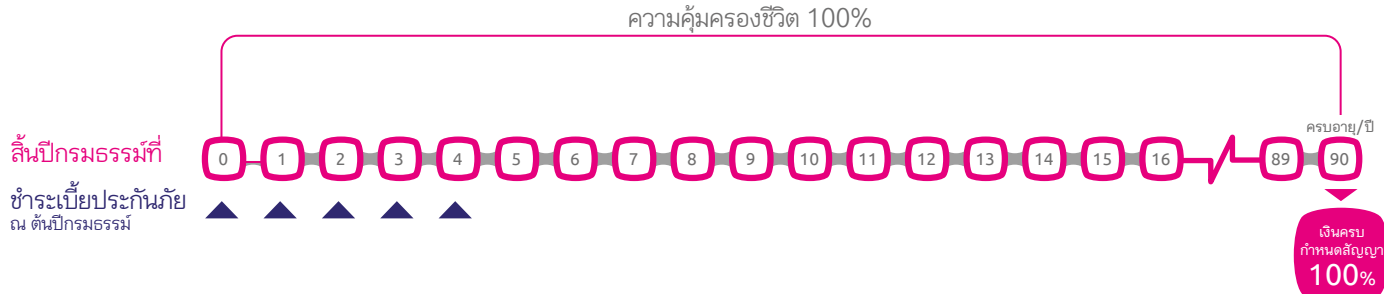 ความคุ้มครองชีวิต 100%
ครบอายุ/ปี
สิ้นปีกรมธรรม์ที่ 0 1 2 3 4 5 6 7 8 9 10 11 12 13 14 15 16 89 90
ชำระเบี้ยประกันภัย
ณ ต้นปีกรมธรรม์
เงินครบ
กำหนดสัญญา
100%